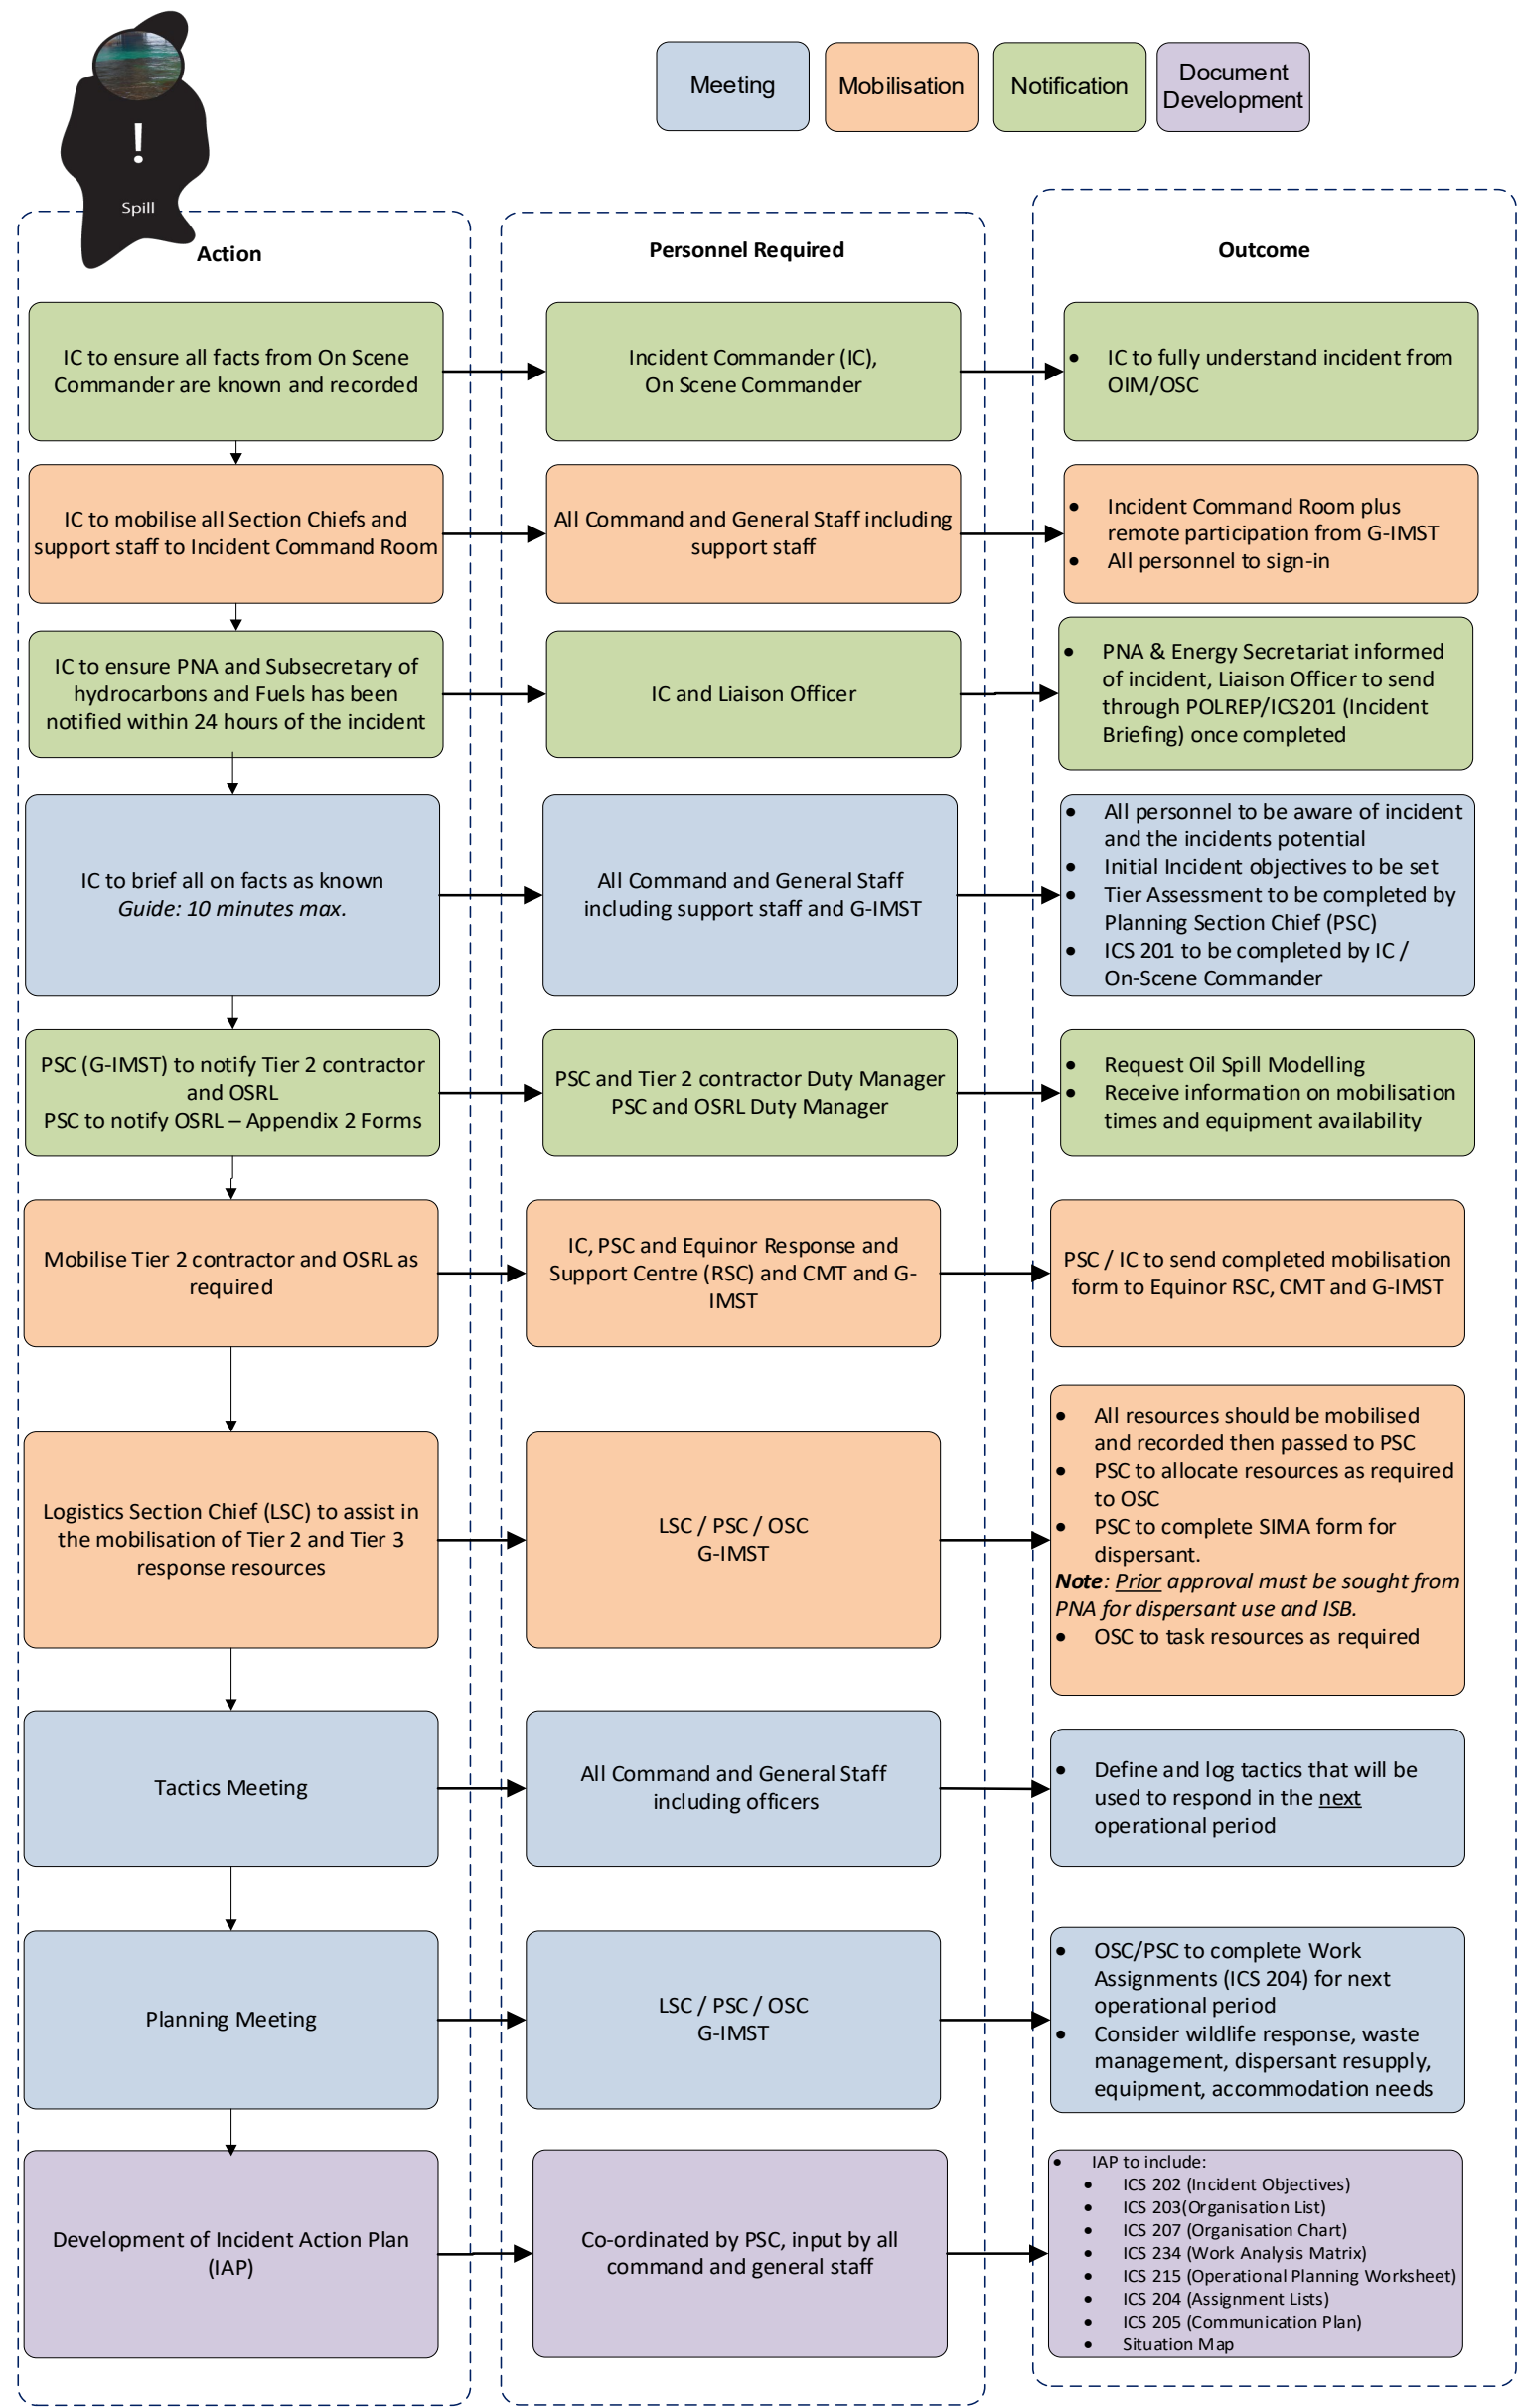 Meeting
Mobilisation
Notification
Document
Development
!
Spill
Action
Personnel Required
Outcome
IC to ensure all facts from On Scene
Commander are known and recorded
Incident Commander (IC),
On Scene Commander
• IC to fully understand incident from
OIM/OSC
IC to mobilise all Section Chiefs and
support staff to Incident Command Room
All Command and General Staff including
support staff
• Incident Command Room plus
remote participation from G-IMST
• All personnel to sign-in
IC to ensure PNA and Subsecretary of
hydrocarbons and Fuels has been
notified within 24 hours of the incident
IC and Liaison Officer
• PNA & Energy Secretariat informed
of incident, Liaison Officer to send
through POLREP/ICS201 (Incident
Briefing) once completed
IC to brief all on facts as known
Guide: 10 minutes max.
All Command and General Staff
including support staff and G-IMST
• All personnel to be aware of incident
and the incidents potential
• Initial Incident objectives to be set
• Tier Assessment to be completed by
Planning Section Chief (PSC)
• ICS 201 to be completed by IC /
On-Scene Commander
PSC (G-IMST) to notify Tier 2 contractor
and OSRL
PSC to notify OSRL – Appendix 2 Forms
PSC and Tier 2 contractor Duty Manager
PSC and OSRL Duty Manager
• Request Oil Spill Modelling
• Receive information on mobilisation
times and equipment availability
Mobilise Tier 2 contractor and OSRL as
required
IC, PSC and Equinor Response and
Support Centre (RSC) and CMT and G-
IMST
PSC / IC to send completed mobilisation
form to Equinor RSC, CMT and G-IMST
Logistics Section Chief (LSC) to assist in
the mobilisation of Tier 2 and Tier 3
response resources
LSC / PSC / OSC
G-IMST
• All resources should be mobilised
and recorded then passed to PSC
• PSC to allocate resources as required
to OSC
• PSC to complete SIMA form for
dispersant.
Note: Prior approval must be sought from
PNA for dispersant use and ISB.
• OSC to task resources as required
Tactics Meeting
All Command and General Staff
including officers
• Define and log tactics that will be
used to respond in the next
operational period
Planning Meeting
LSC / PSC / OSC
G-IMST
• OSC/PSC to complete Work
Assignments (ICS 204) for next
operational period
• Consider wildlife response, waste
management, dispersant resupply,
equipment, accommodation needs
Development of Incident Action Plan
(IAP)
Co-ordinated by PSC, input by all
command and general staff
• IAP to include:
• ICS 202 (Incident Objectives)
• ICS 203(Organisation List)
• ICS 207 (Organisation Chart)
• ICS 234 (Work Analysis Matrix)
• ICS 215 (Operational Planning Worksheet)
• ICS 204 (Assignment Lists)
• ICS 205 (Communication Plan)
• Situation Map